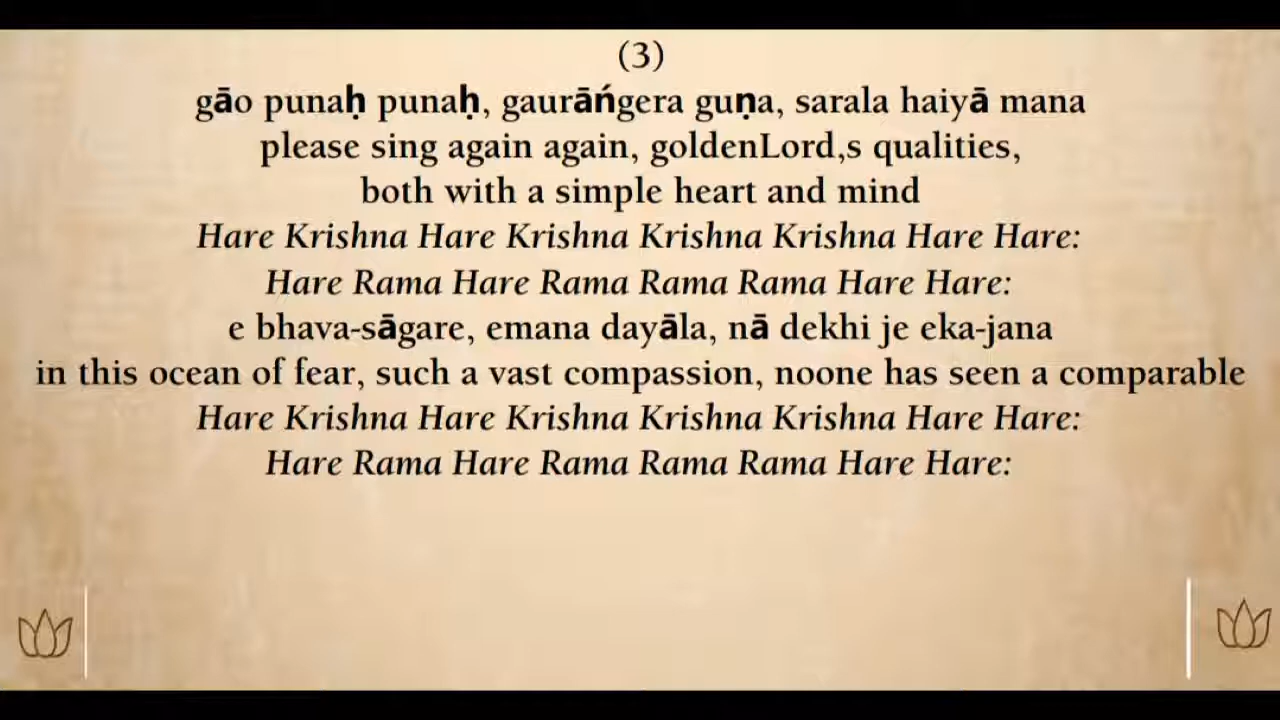 (3)
gāo punaḥ punaḥ, gaurāńgera guṇa, sarala haiyā mana
please sing again again, goldenLord,s qualities,
both with a simple heart and mind
Hare Krishna Hare Krishna Krishna Krishna Hare Hare:
Hare Rama Hare Rama Rama Rama Hare Hare:
e bhava-sāgare, emana dayāla, nā dekhi je eka-jana
in this ocean of fear, such a vast compassion, noone has seen a comparable
Hare Krishna Hare Krishna Krishna Krishna Hare Hare:
Hare Rama Hare Rama Rama Rama Hare Hare: